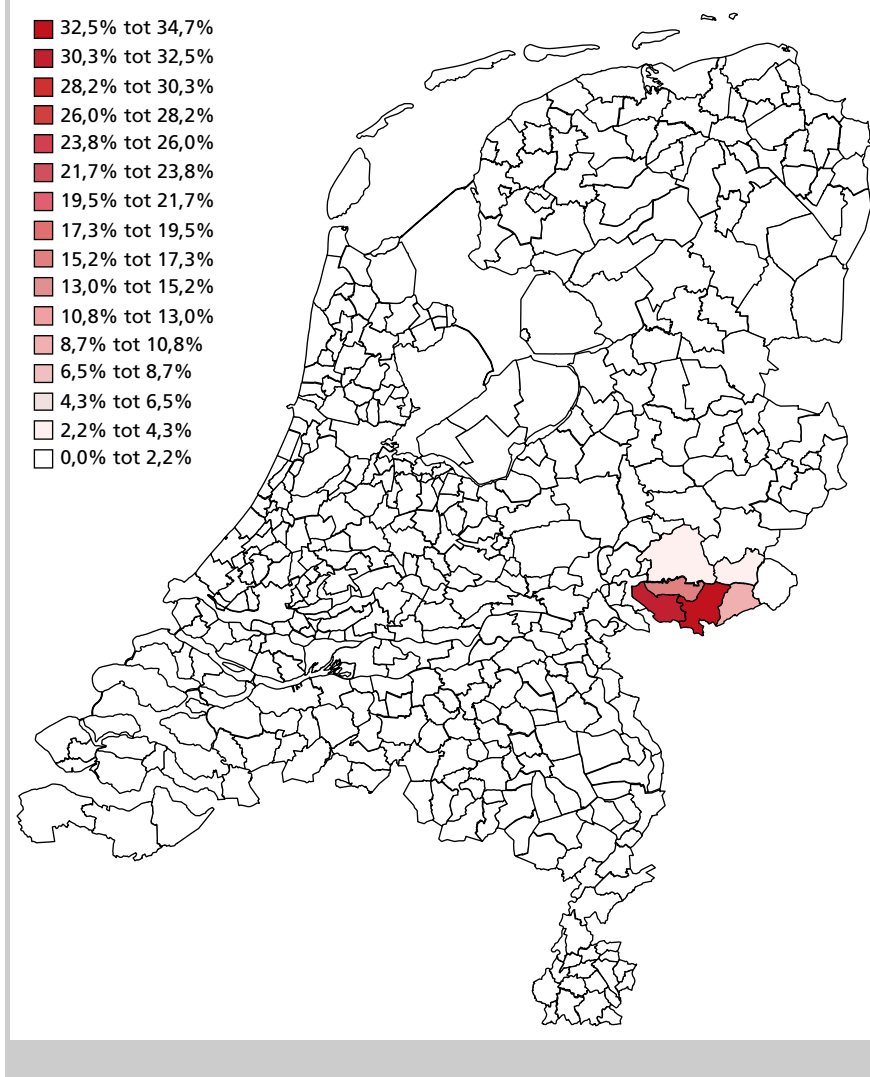 32,5% tot 34,7%
30,3% tot 32,5%
28,2% tot 30,3%
26,0% tot 28,2%
23,8% tot 26,0%
21,7% tot 23,8%
19,5% tot 21,7%
17,3% tot 19,5%
15,2% tot 17,3%
13,0% tot 15,2%
10,8% tot 13,0%
8,7% tot 10,8%
6,5% tot 8,7%
4,3% tot 6,5%
2,2% tot 4,3%
0,0% tot 2,2%